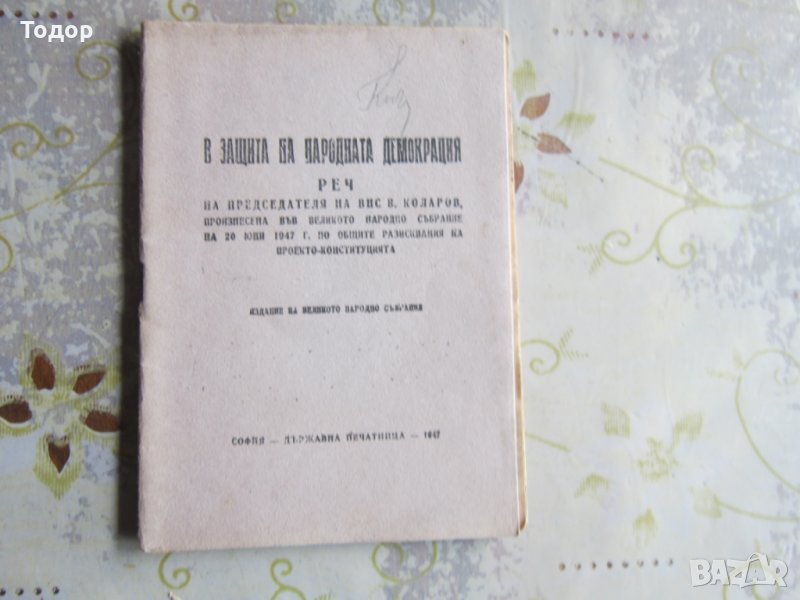 Тодор
В ЗАЩИТА НА НАРОДНАТА ДЕМОКРАЦИЯ
РЕЧ
НА ПРЕДСЕДАТЕЛЯ НА ВНС В. КОЛАРОВ,
ПРОИЗНЕСЕНА ВЪВ ВЕЛИКОТО НАРОДНО СЪБРАНИЕ
НА 20 ЮНИ 1947 Г. ПО ОБЩИТЕ РАЗИСКВАНИЯ НА
ПРОЕКТО-КОНСТИТУЦИЯТА
ИЗДАНИЕ НА ВЕЛИКОТО НАРОДНО СЪБРАНИЕ
СОФИЯ — ДЪРЖАВНА ПЕЧАТНИЦА — 1947
BAZAR